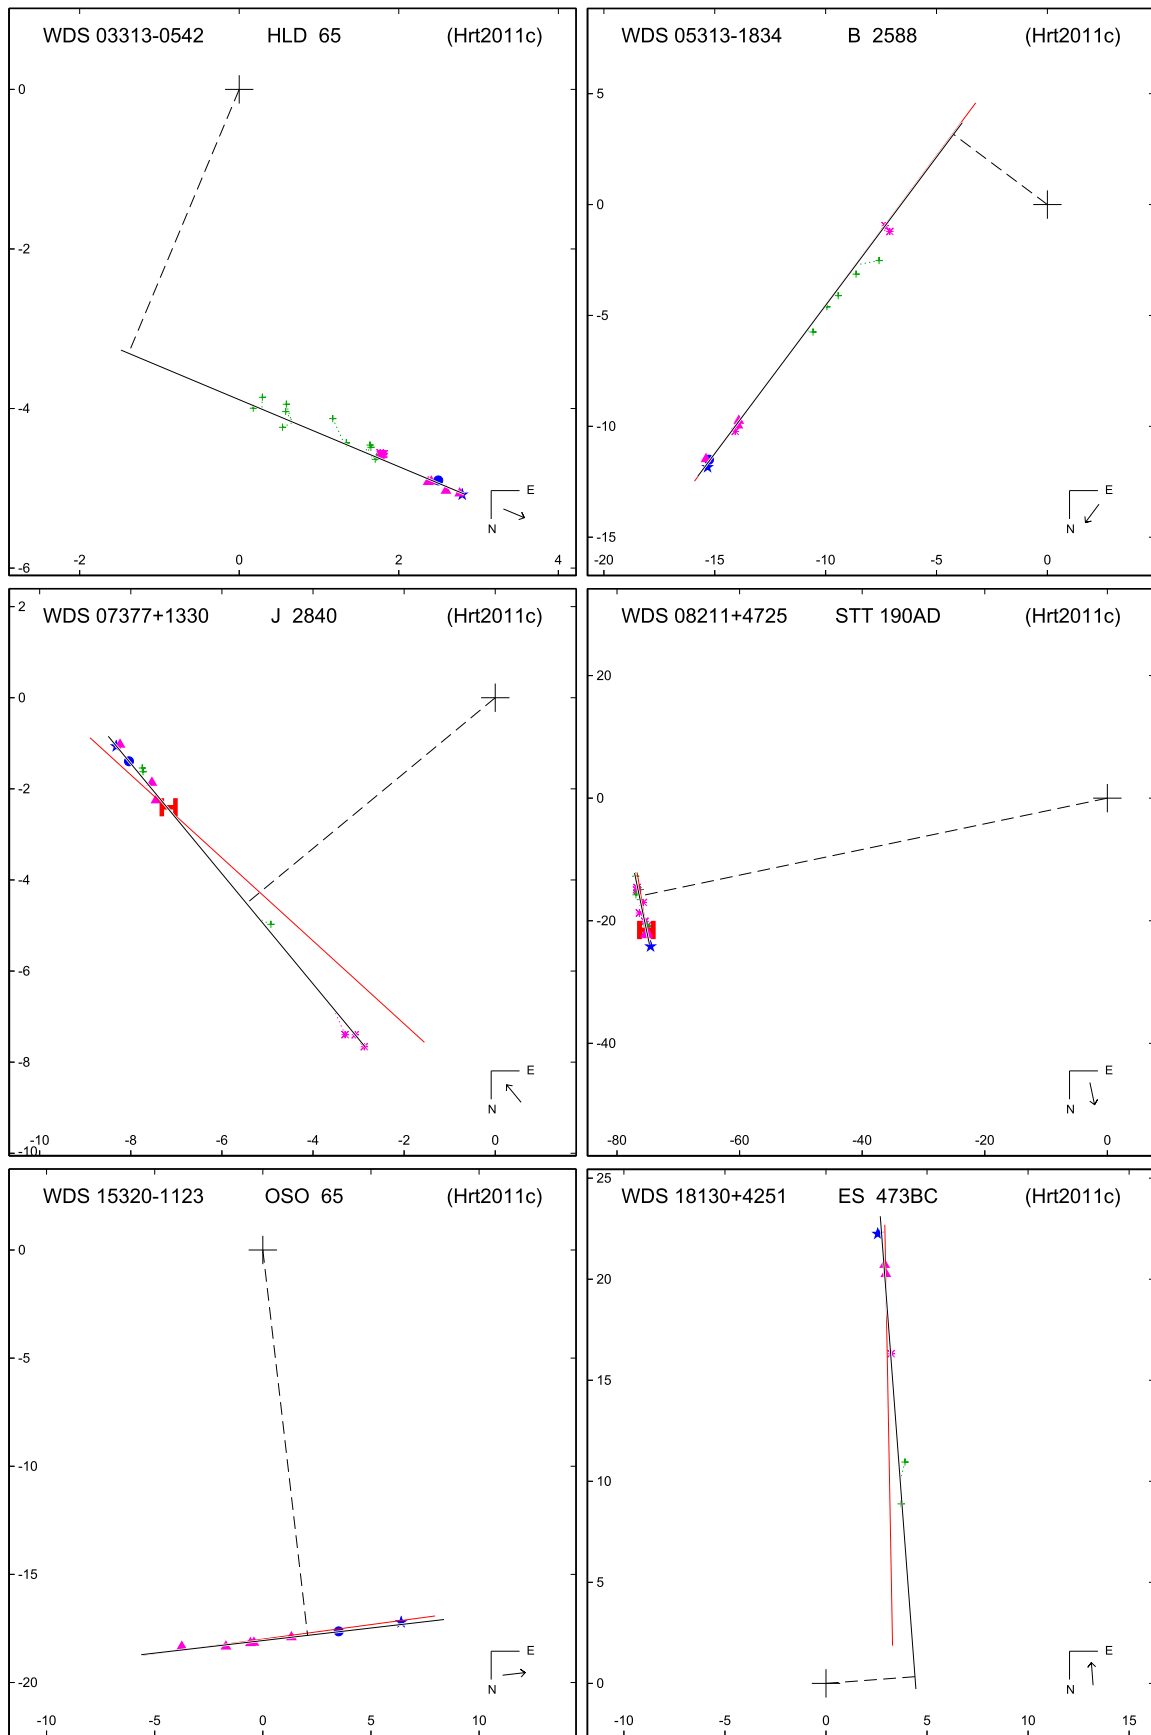 WDS 03313-0542 HLD 65 (Hrt2011c)
0
-2
-4
-6
-2 0 2 4
E
N
WDS 05313-1834 B 2588 (Hrt2011c)
5
0
-5
-10
-15
-20 -15 -10 -5 0
E
N
WDS 07377+1330 J 2840 (Hrt2011c)
2
0
-2
-4
-6
-8
-10
-10 -8 -6 -4 -2 0
H
E
N
WDS 08211+4725 STT 190AD (Hrt2011c)
20
0
-20
-40
-80 -60 -40 -20 0
H
E
N
WDS 15320-1123 OSO 65 (Hrt2011c)
0
-5
-10
-15
-20
-10 -5 0 5 10
E
N
WDS 18130+4251 ES 473BC (Hrt2011c)
25
20
15
10
5
0
-10 -5 0 5 10 15
E
N